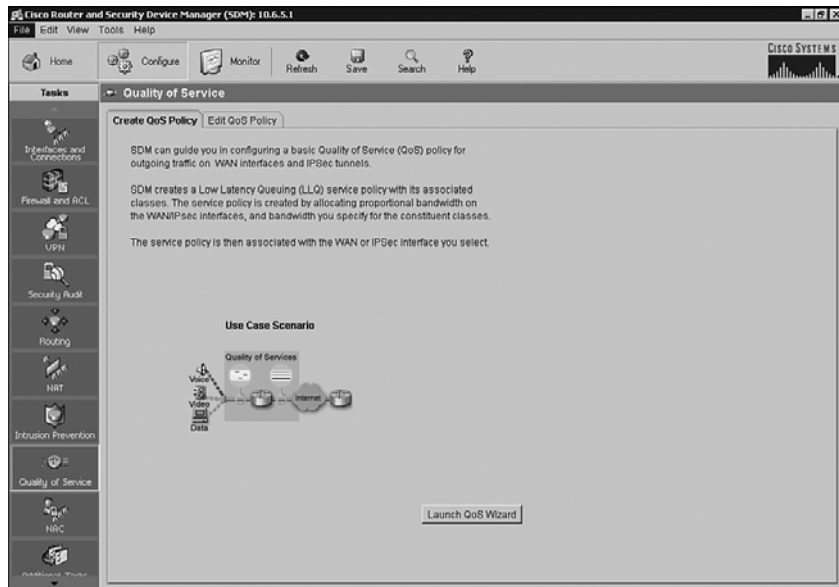 Cisco Router and Security Device Manager (SDM): 10.6.5.1
File Edit View Tools Help
Home Configure Monitor Refresh Save Search Help
CISCO SYSTEMS
Tasks
Quality of Service
Create QoS Policy Edit QoS Policy
Interfaces and
Connections
Firewall and ACL
VPN
Security Audit
Routing
NAT
Intrusion Prevention
Quality of Service
NAC
Additional Tasks
SDM can guide you in configuring a basic Quality of Service (QoS) policy for
outgoing traffic on WAN interfaces and IPSec tunnels.
SDM creates a Low Latency Queuing (LLQ) service policy with its associated
classes. The service policy is created by allocating proportional bandwidth on
the WAN/IPsec interfaces, and bandwidth you specify for the constituent classes.
The service policy is then associated with the WAN or IPSec interface you select.
Use Case Scenario
Quality of Services
Voice
Video
Data
Internet
Launch QoS Wizard